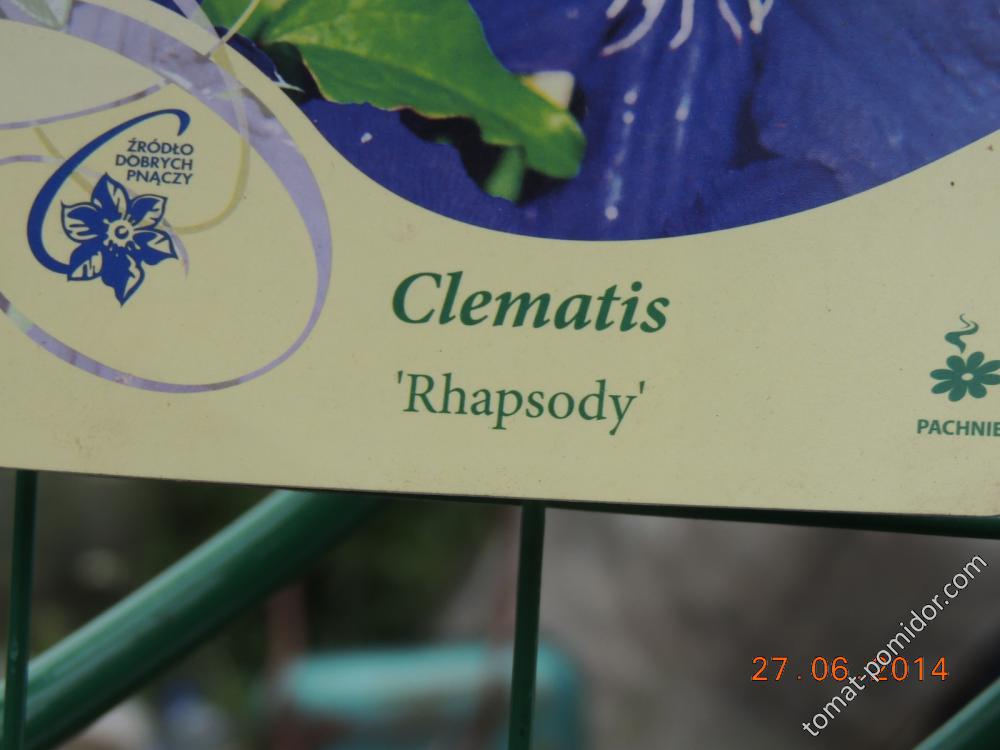 ŹRÓDŁO
DOBRYCH
PNĄCZY
Clematis
'Rhapsody'
PACHNIE
27.06.2014
tomat-pomidor.com